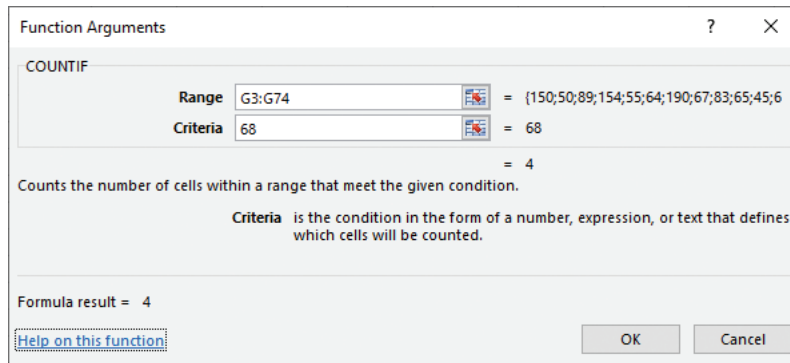 Function Arguments ? X
COUNTIF
Range G3:G74 = {150;50;89;154;55;64;190;67;83;65;45;6
Criteria 68 = 68
= 4
Counts the number of cells within a range that meet the given condition.
Criteria is the condition in the form of a number, expression, or text that defines
which cells will be counted.
Formula result = 4
Help on this function OK Cancel